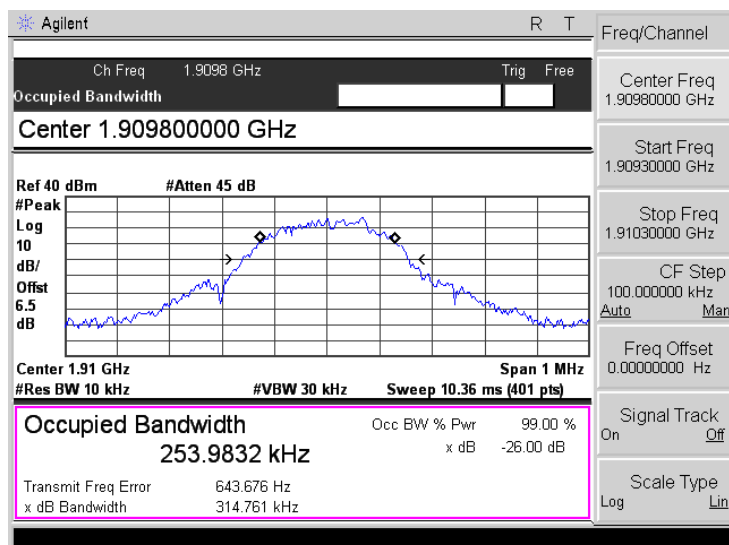 Agilent R T
Ch Freq 1.9098 GHz Trig Free
Occupied Bandwidth
Center 1.909800000 GHz
Ref 40 dBm #Atten 45 dB
#Peak
Log
10
dB/
Offst
6.5
dB
Center 1.91 GHz Span 1 MHz
#Res BW 10 kHz #VBW 30 kHz Sweep 10.36 ms (401 pts)
Occupied Bandwidth
253.9832 kHz
Occ BW % Pwr 99.00 %
x dB -26.00 dB
Transmit Freq Error 643.676 Hz
x dB Bandwidth 314.761 kHz
Freq/Channel
Center Freq
1.90980000 GHz
Start Freq
1.90930000 GHz
Stop Freq
1.91030000 GHz
CF Step
100.000000 kHz
Auto Man
Freq Offset
0.00000000 Hz
Signal Track
On Off
Scale Type
Log Lin